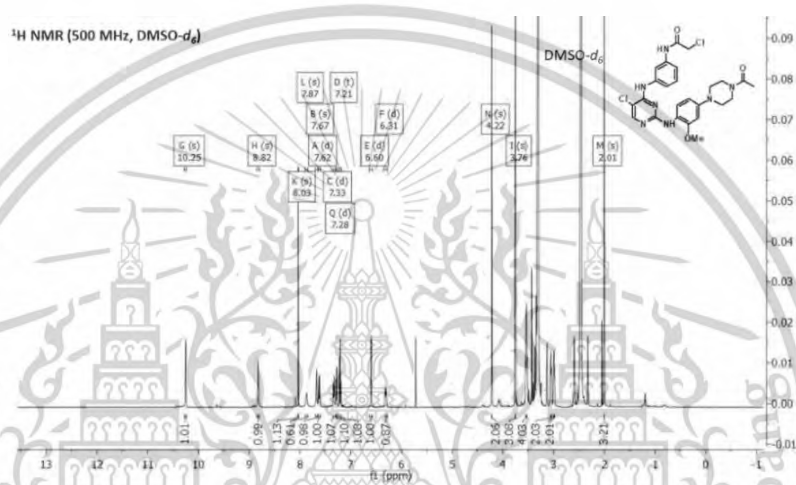 ¹H NMR (500 MHz, DMSO-d₆)
DMSO-d₆
L (s)
7.87
D (t)
7.21
B (s)
7.67
F (d)
6.31
G (s)
10.25
H (s)
8.82
A (d)
7.62
E (d)
6.60
N (s)
4.22
I (s)
3.76
M (s)
2.01
K (s)
8.03
C (d)
7.33
Q (d)
7.28
O
Cl
NH
NH
Cl
N
N
NH
OMe
N
N
O
0.09
0.08
0.07
0.06
0.05
0.04
0.03
0.02
0.01
0.00
-0.01
1.01
0.99
1.13
0.61
0.98
1.00
1.07
1.10
1.08
1.00
0.87
2.05
3.08
4.03
2.03
2.01
3.21
13 12 11 10 9 8 7 6 5 4 3 2 1 0 -1
f1 (ppm)